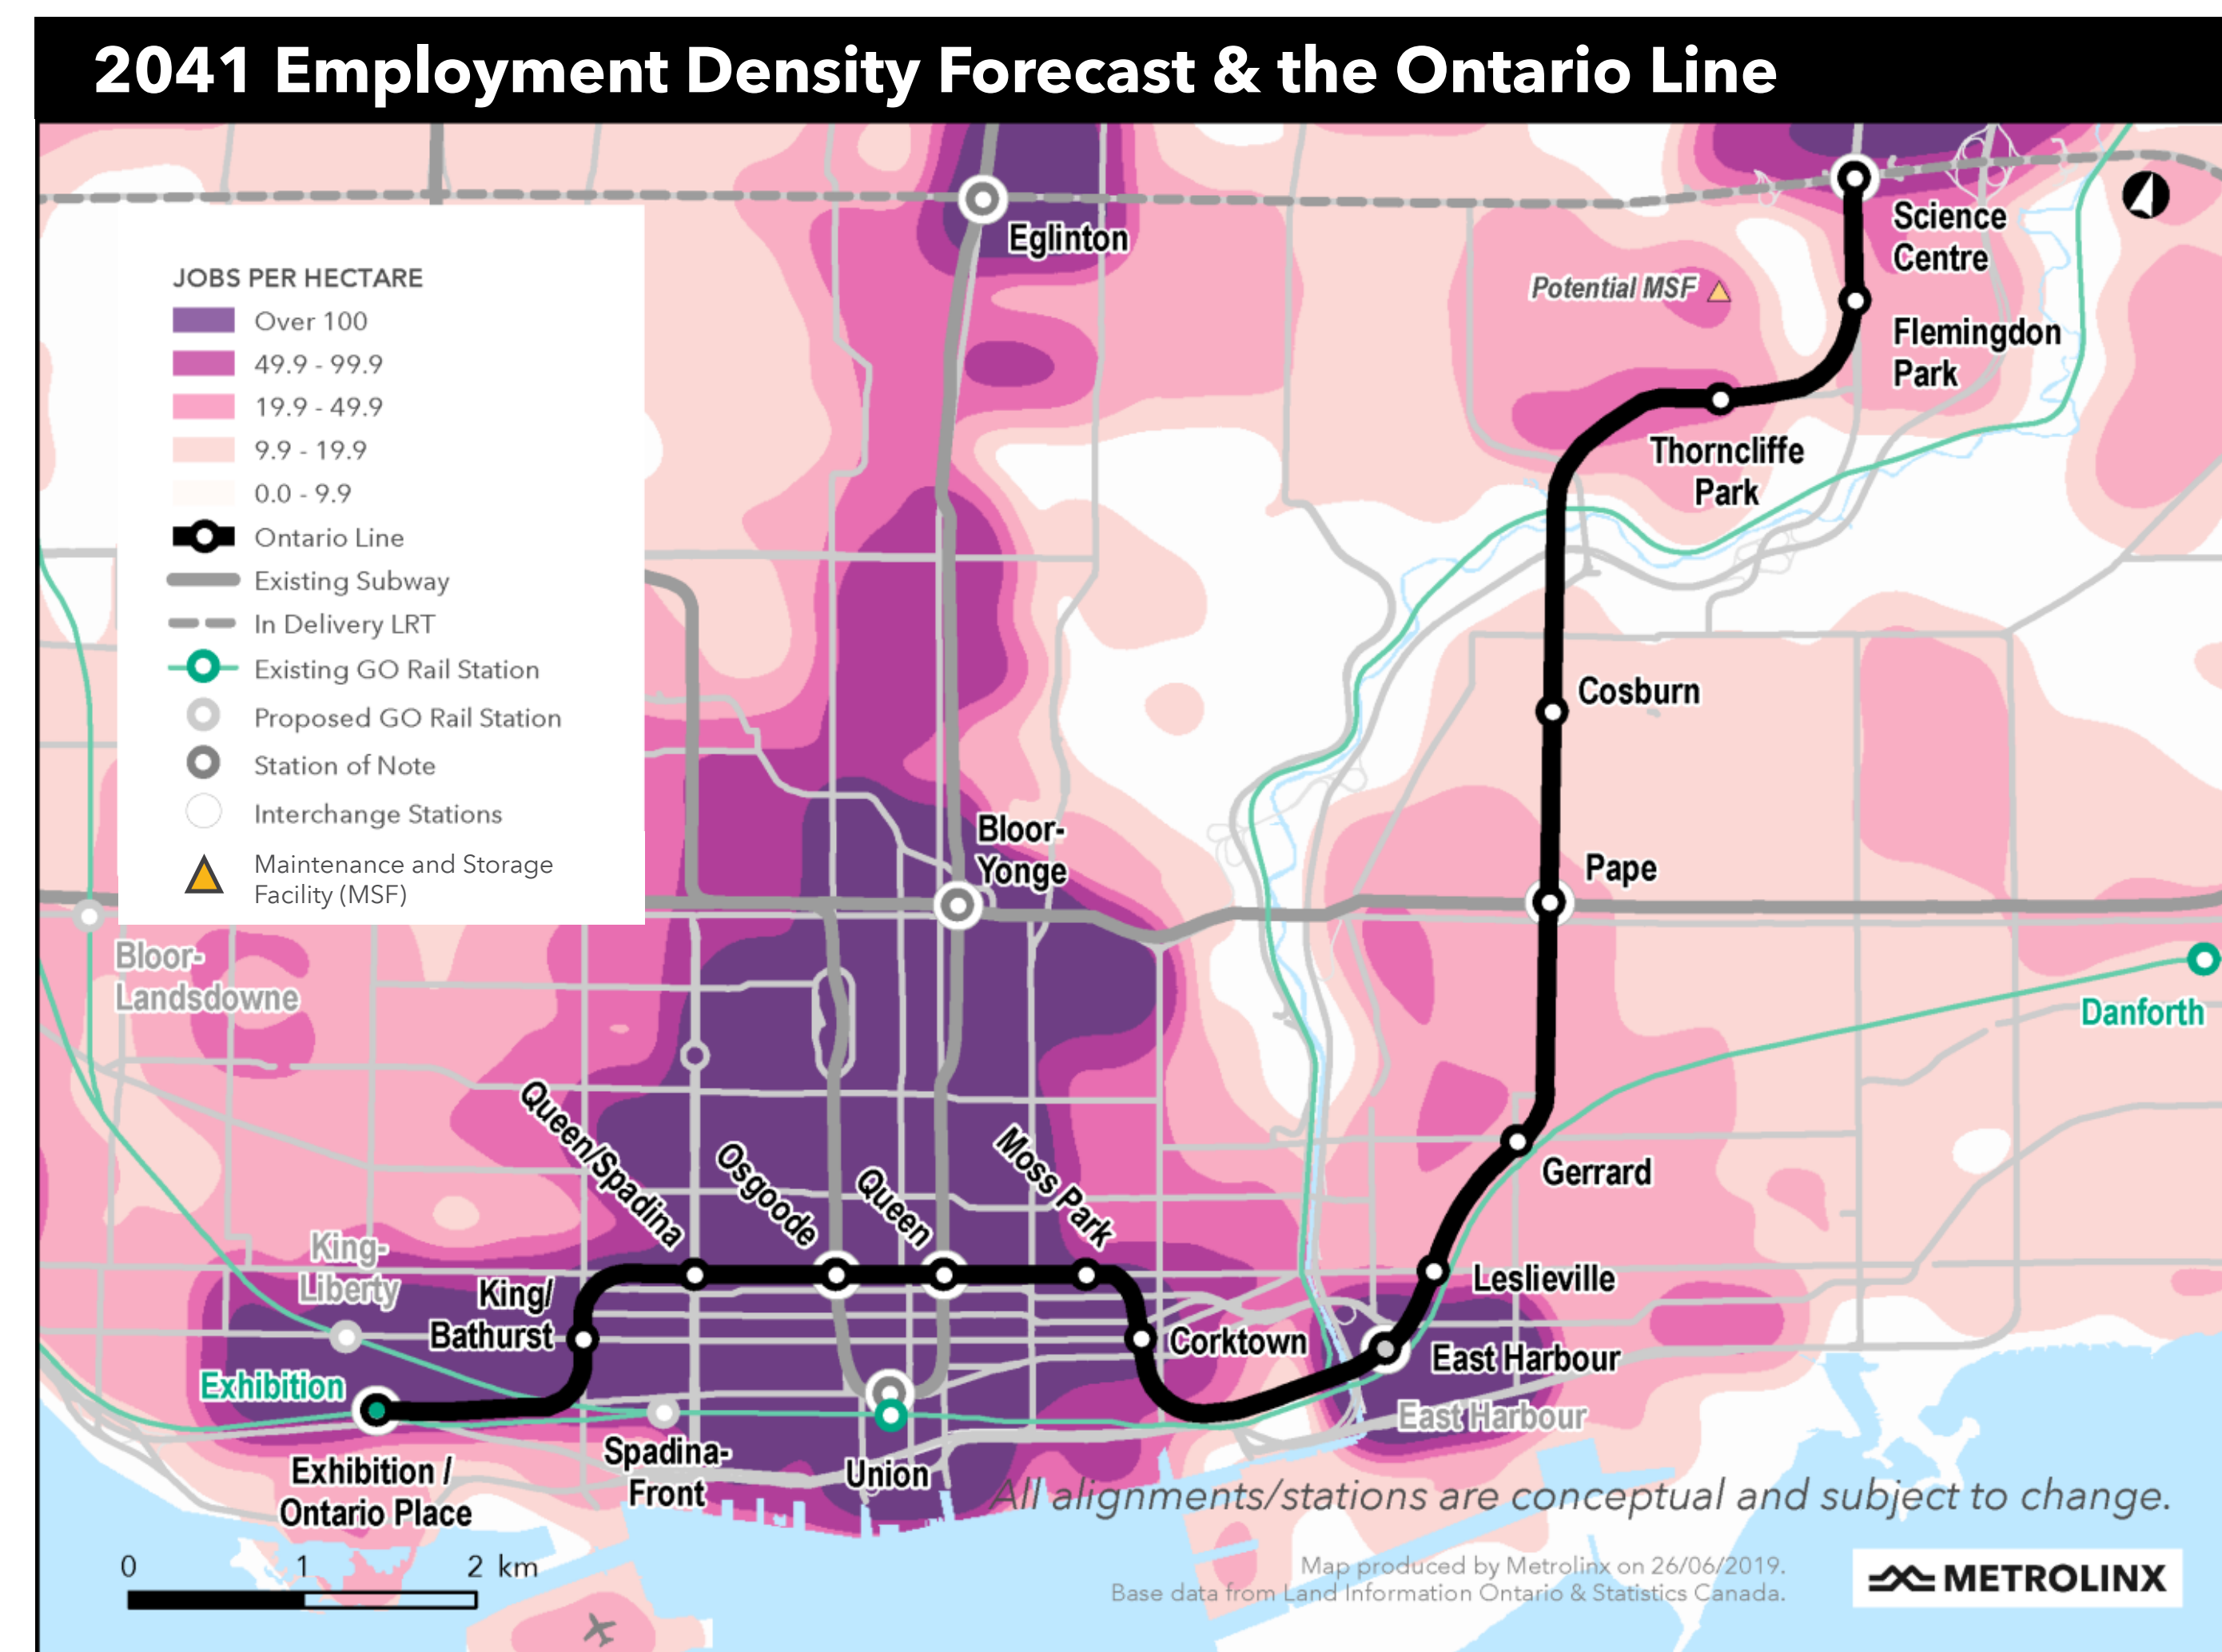 2041 Employment Density Forecast & the Ontario Line
JOBS PER HECTARE
Over 100
49.9 - 99.9
19.9 - 49.9
9.9 - 19.9
0.0 - 9.9
Ontario Line
Existing Subway
In Delivery LRT
Existing GO Rail Station
Proposed GO Rail Station
Station of Note
Interchange Stations
Maintenance and Storage
Facility (MSF)
Eglinton
Science
Centre
Potential MSF
Flemingdon
Park
Thorncliffe
Park
Cosburn
Bloor-
Yonge
Pape
Bloor-
Landsdowne
Danforth
Queen/Spadina
Osgoode
Queen
Moss Park
Gerrard
King-
Liberty
King/
Bathurst
Leslieville
Corktown
East Harbour
Exhibition
East Harbour
Exhibition /
Ontario Place
Spadina-
Front
Union
All alignments/stations are conceptual and subject to change.
0 1 2 km
Map produced by Metrolinx on 26/06/2019.
Base data from Land Information Ontario & Statistics Canada.
METROLINX